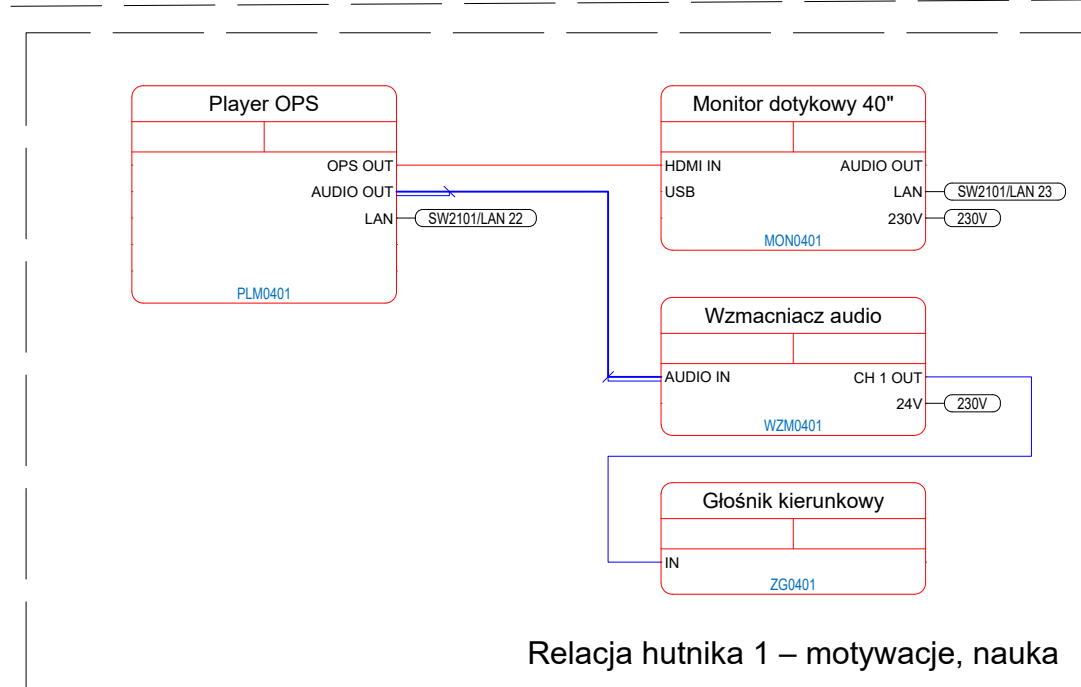 Player OPS
OPS OUT
AUDIO OUT
LAN
SW2101/LAN 22
PLM0401
Monitor dotykowy 40"
HDMI IN
AUDIO OUT
USB
LAN
SW2101/LAN 23
230V
230V
MON0401
Wzmacniacz audio
AUDIO IN
CH 1 OUT
24V
230V
WZM0401
Głośnik kierunkowy
IN
ZG0401
Relacja hutnika 1 – motywacje, nauka